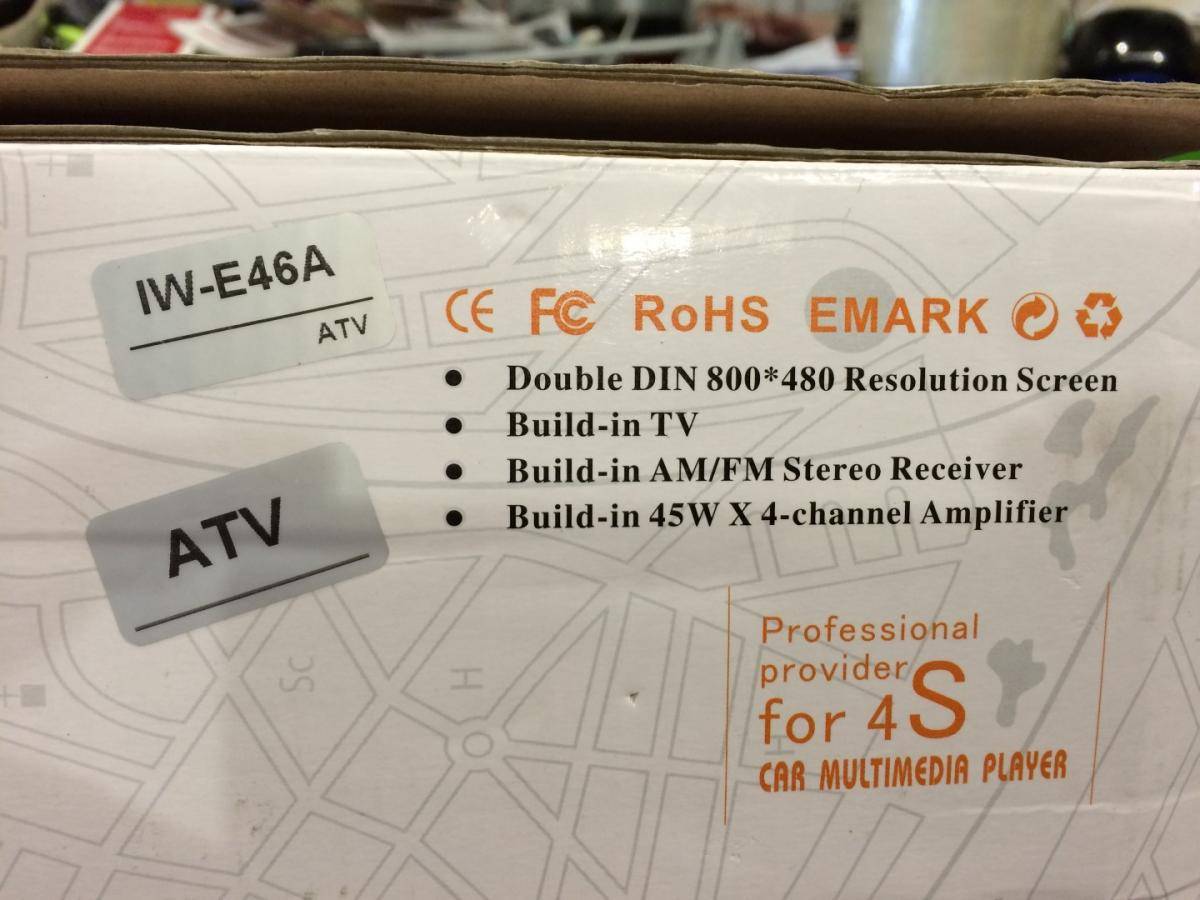 IW-E46A
ATV
ATV
CE FC RoHS EMARK
Double DIN 800*480 Resolution Screen
Build-in TV
Build-in AM/FM Stereo Receiver
Build-in 45W X 4-channel Amplifier
Professional
provider
for 4S
CAR MULTIMEDIA PLAYER
SC
H
H